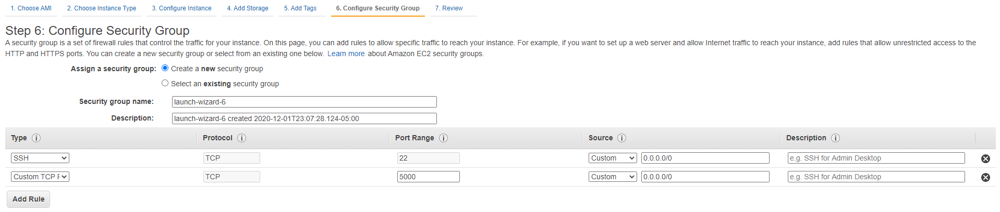 1. Choose AMI 2. Choose Instance Type 3. Configure Instance 4. Add Storage 5. Add Tags 6. Configure Security Group 7. Review
Step 6: Configure Security Group
A security group is a set of firewall rules that control the traffic for your instance. On this page, you can add rules to allow specific traffic to reach your instance. For example, if you want to set up a web server and allow Internet traffic to reach your instance, add rules that allow unrestricted access to the
HTTP and HTTPS ports. You can create a new security group or select from an existing one below. Learn more about Amazon EC2 security groups.
Assign a security group: Create a new security group
Select an existing security group
Security group name: launch-wizard-6
Description: launch-wizard-6 created 2020-12-01T23:07:28.124-05:00
Type i Protocol i Port Range i Source i Description i
SSH TCP 22 Custom 0.0.0.0/0 e.g. SSH for Admin Desktop
Custom TCP F TCP 5000 Custom 0.0.0.0/0 e.g. SSH for Admin Desktop
Add Rule